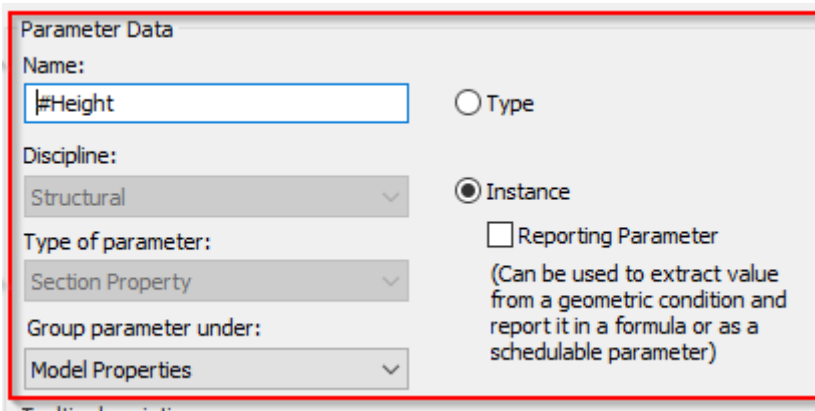 Parameter Data
Name:
#Height
Type
Discipline:
Structural
Instance
Type of parameter:
Reporting Parameter
Section Property
(Can be used to extract value
from a geometric condition and
report it in a formula or as a
schedulable parameter)
Group parameter under:
Model Properties